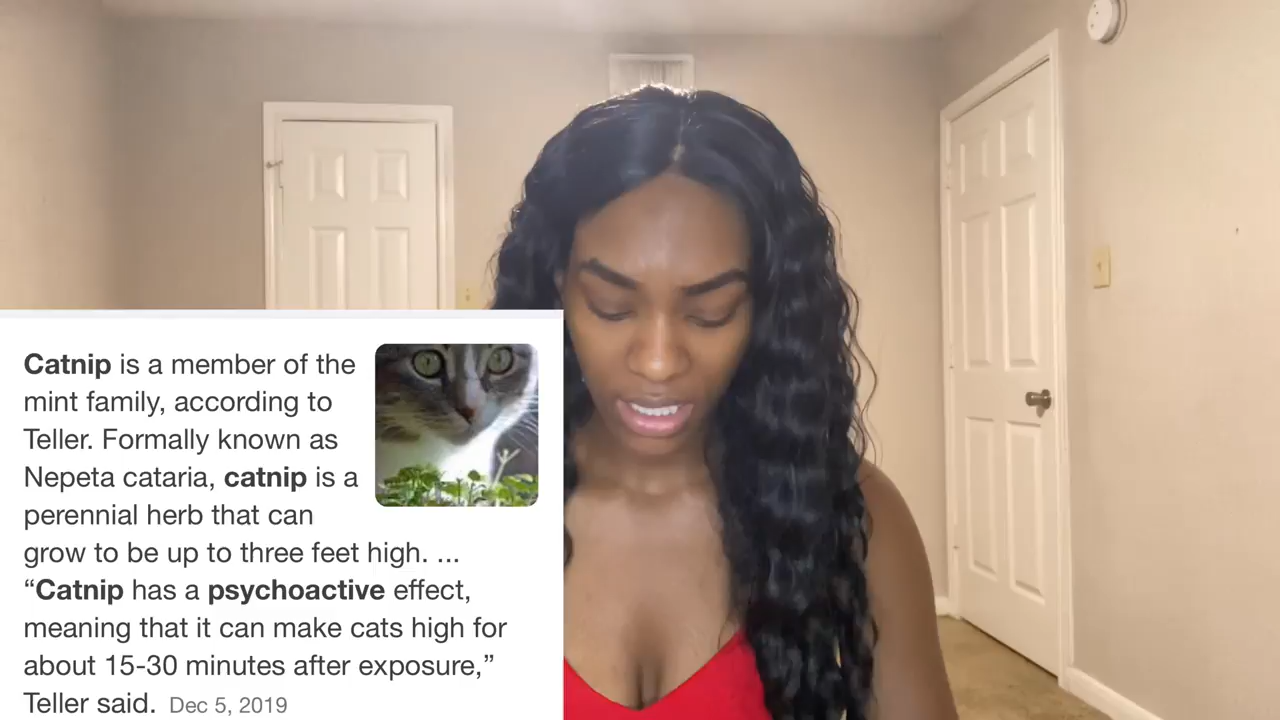 Catnip is a member of the
mint family, according to
Teller. Formally known as
Nepeta cataria, catnip is a
perennial herb that can
grow to be up to three feet high. ...
“Catnip has a psychoactive effect,
meaning that it can make cats high for
about 15-30 minutes after exposure,”
Teller said. Dec 5, 2019